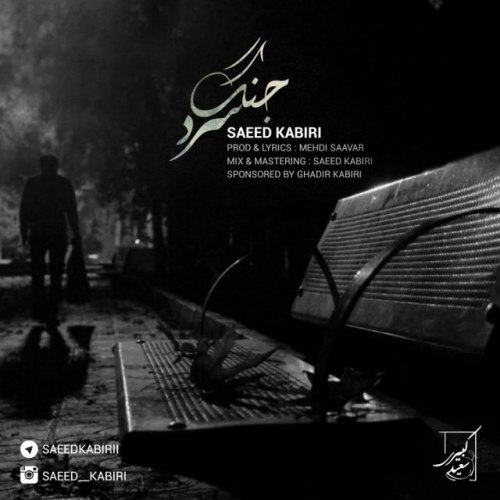 جنگ سرد
SAEED KABIRI
PROD & LYRICS : MEHDI SAAVAR
MIX & MASTERING : SAEED KABIRI
SPONSORED BY GHADIR KABIRI
SAEEDKABIRII
SAEED__KABIRI
سعید کبیری